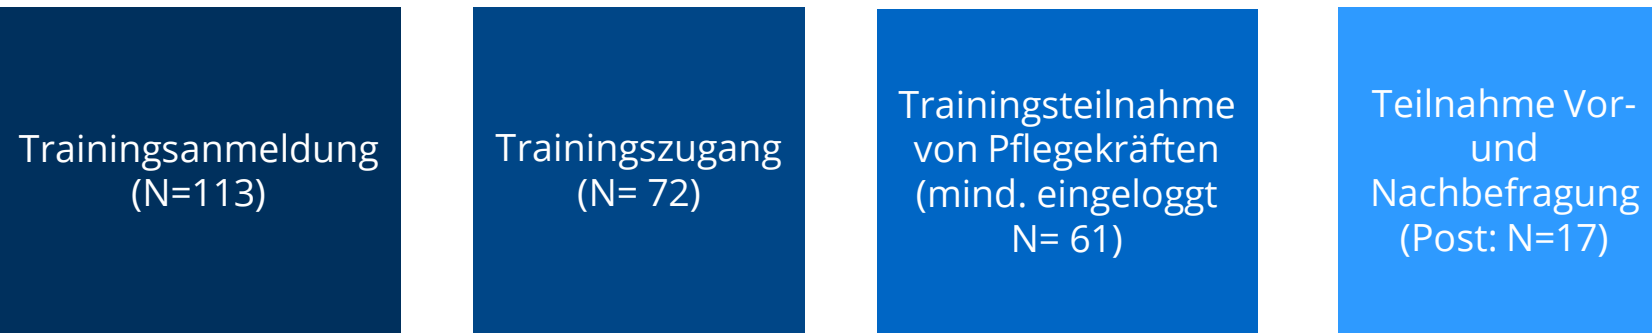 Trainingsanmeldung
(N=113)
Trainingszugang
(N= 72)
Trainingsteilnahme
von Pflegekräften
(mind. eingeloggt
N= 61)
Teilnahme Vor-
und
Nachbefragung
(Post: N=17)